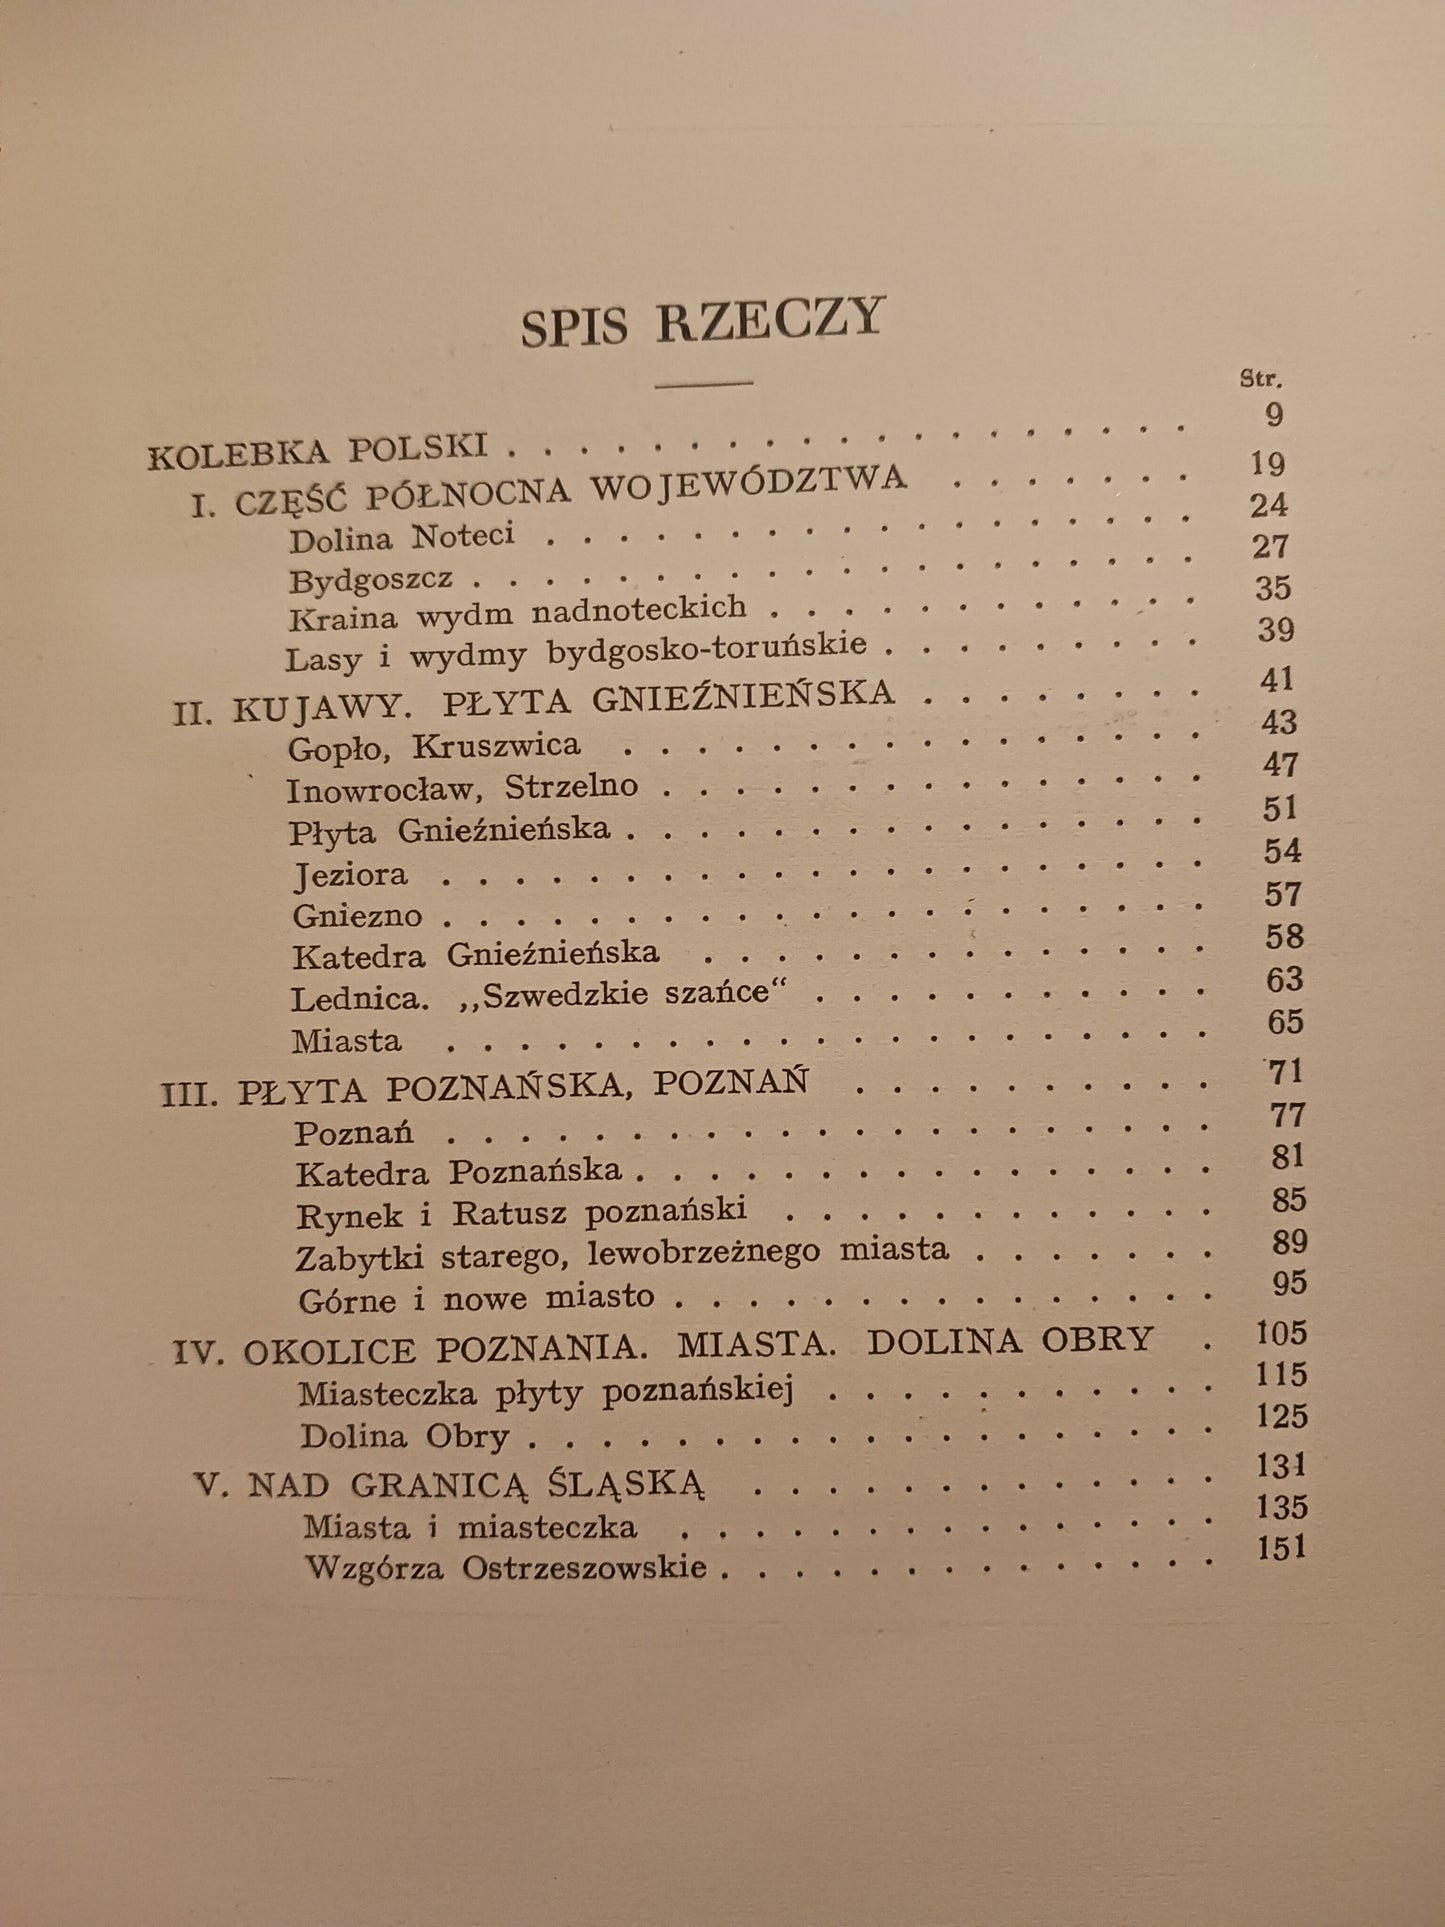 SPIS RZECZY
Str.
KOLEBKA POLSKI . . . . . . . . . . . . . . . . . . . 9
I. CZĘŚĆ PÓŁNOCNA WOJEWÓDZTWA . . . . . . . 19
Dolina Noteci . . . . . . . . . . . . . . . . . . 24
Bydgoszcz . . . . . . . . . . . . . . . . . . . . 27
Kraina wydm nadnoteckich . . . . . . . . . . . . 35
Lasy i wydmy bydgosko-toruńskie . . . . . . . . . 39
II. KUJAWY. PŁYTA GNIEŹNIEŃSKA . . . . . . . . 41
Gopło, Kruszwica . . . . . . . . . . . . . . . . 43
Inowrocław, Strzelno . . . . . . . . . . . . . . . 47
Płyta Gnieźnieńska . . . . . . . . . . . . . . . . 51
Jeziora . . . . . . . . . . . . . . . . . . . . . 54
Gniezno . . . . . . . . . . . . . . . . . . . . . 57
Katedra Gnieźnieńska . . . . . . . . . . . . . . 58
Lednica. ,,Szwedzkie szańce“ . . . . . . . . . . . 63
Miasta . . . . . . . . . . . . . . . . . . . . . 65
III. PŁYTA POZNAŃSKA, POZNAŃ . . . . . . . . . . 71
Poznań . . . . . . . . . . . . . . . . . . . . . 77
Katedra Poznańska . . . . . . . . . . . . . . . . 81
Rynek i Ratusz poznański . . . . . . . . . . . . 85
Zabytki starego, lewobrzeżnego miasta . . . . . . . 89
Górne i nowe miasto . . . . . . . . . . . . . . . 95
IV. OKOLICE POZNANIA. MIASTA. DOLINA OBRY . 105
Miasteczka płyty poznańskiej . . . . . . . . . . . 115
Dolina Obry . . . . . . . . . . . . . . . . . . . 125
V. NAD GRANICĄ ŚLĄSKĄ . . . . . . . . . . . . . 131
Miasta i miasteczka . . . . . . . . . . . . . . . 135
Wzgórza Ostrzeszowskie . . . . . . . . . . . . . . 151